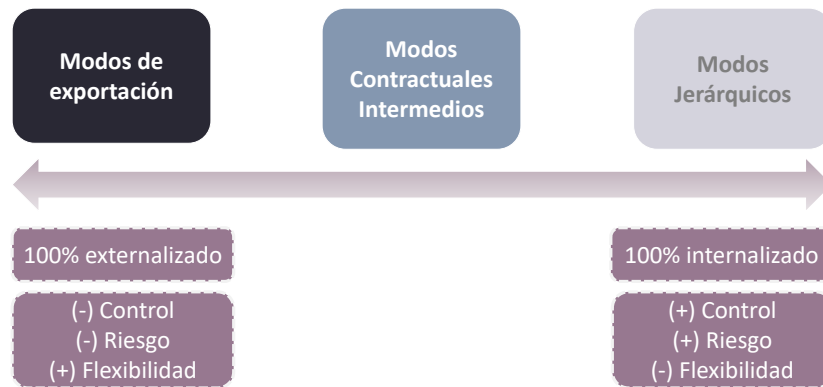 Modos de
exportación
Modos
Contractuales
Intermedios
Modos
Jerárquicos
100% externalizado
100% internalizado
(-) Control
(-) Riesgo
(+) Flexibilidad
(+) Control
(+) Riesgo
(-) Flexibilidad